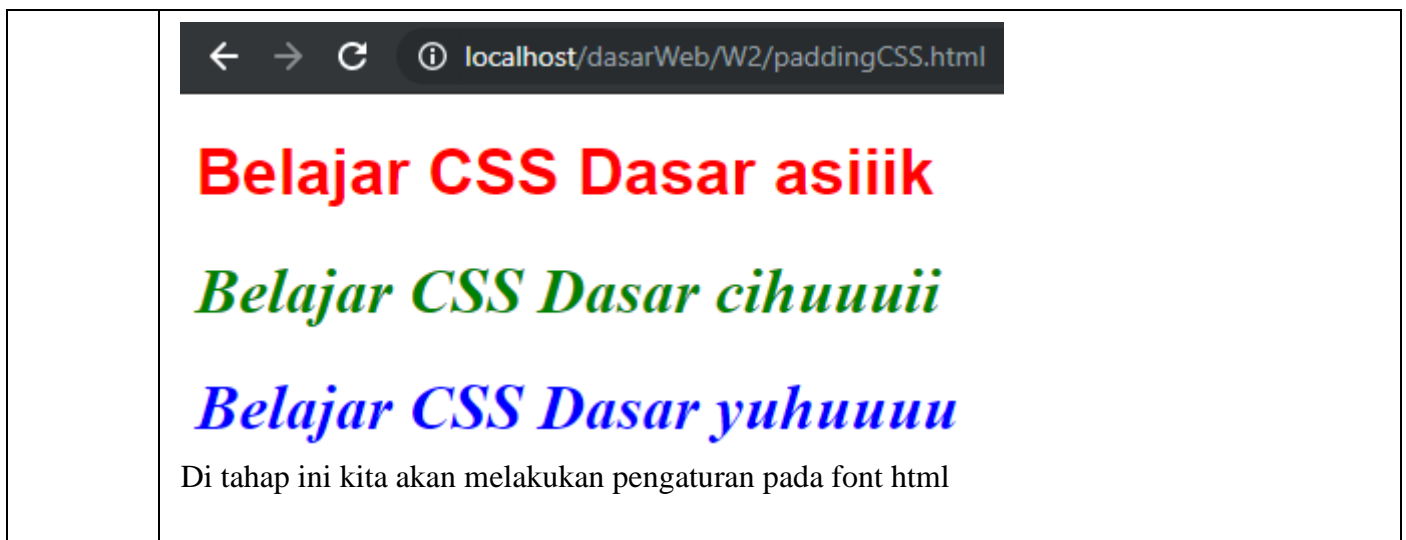 localhost/dasarWeb/W2/paddingCSS.html
Belajar CSS Dasar asiiik
Belajar CSS Dasar cihuuuii
Belajar CSS Dasar yuhuuuu
Di tahap ini kita akan melakukan pengaturan pada font html